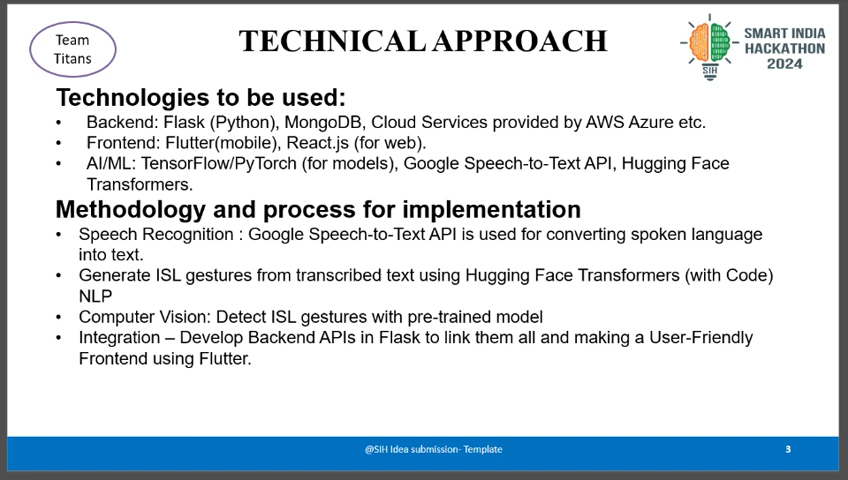 Team
Titans
TECHNICAL APPROACH
SIH
SMART INDIA
HACKATHON
2024
Technologies to be used:
• Backend: Flask (Python), MongoDB, Cloud Services provided by AWS Azure etc.
• Frontend: Flutter(mobile), React.js (for web).
• AI/ML: TensorFlow/PyTorch (for models), Google Speech-to-Text API, Hugging Face
Transformers.
Methodology and process for implementation
• Speech Recognition : Google Speech-to-Text API is used for converting spoken language
into text.
• Generate ISL gestures from transcribed text using Hugging Face Transformers (with Code)
NLP
• Computer Vision: Detect ISL gestures with pre-trained model
• Integration – Develop Backend APIs in Flask to link them all and making a User-Friendly
Frontend using Flutter.
@SIH Idea submission- Template
3